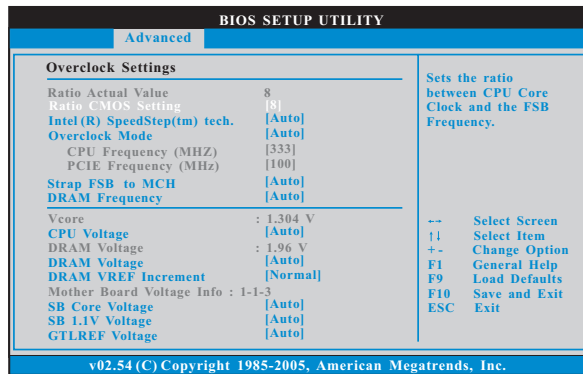 BIOS SETUP UTILITY
Advanced
Overclock Settings
Ratio Actual Value 8
Ratio CMOS Setting [8]
Intel (R) SpeedStep(tm) tech. [Auto]
Overclock Mode [Auto]
CPU Frequency (MHZ) [333]
PCIE Frequency (MHz) [100]
Strap FSB to MCH [Auto]
DRAM Frequency [Auto]
Vcore : 1.304 V
CPU Voltage [Auto]
DRAM Voltage : 1.96 V
DRAM Voltage [Auto]
DRAM VREF Increment [Normal]
Mother Board Voltage Info : 1-1-3
SB Core Voltage [Auto]
SB 1.1V Voltage [Auto]
GTLREF Voltage [Auto]
Sets the ratio
between CPU Core
Clock and the FSB
Frequency.
←→ Select Screen
↑↓ Select Item
+ - Change Option
F1 General Help
F9 Load Defaults
F10 Save and Exit
ESC Exit
v02.54 (C) Copyright 1985-2005, American Megatrends, Inc.